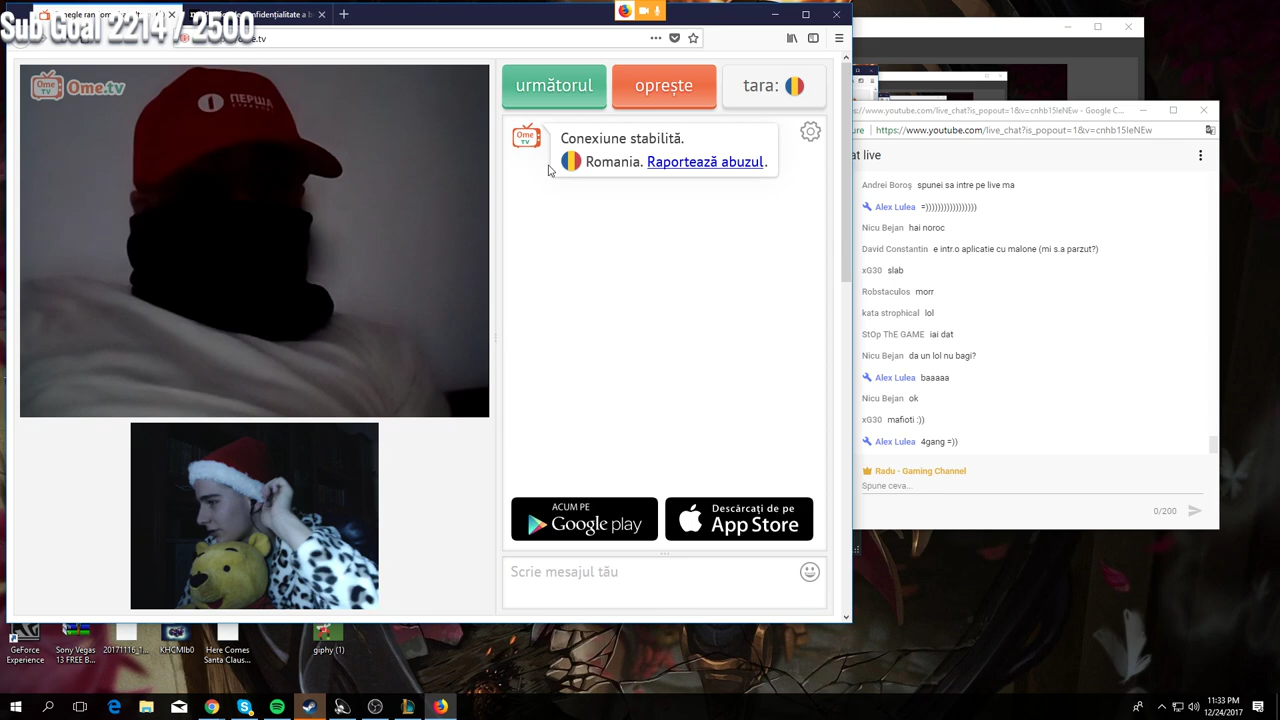 Sub Goal 2214 / 2500
Ome.tv
ПЕРША
următorul
oprește
tara:
Conexiune stabilită.
Romania. Raportează abuzul.
ACUM PE
Google play
Descărcați de pe
App Store
Scrie mesajul tău
https://www.youtube.com/live_chat?is_popout=1&v=cnhb15leNEw
at live
Andrei Boroș spunei sa intre pe live ma
Alex Lulea =)))))))))))))))))
Nicu Bejan hai noroc
David Constantin e intr.o aplicatie cu malone (mi s.a parzut?)
xG30 slab
Robstaculos morr
kata strophical lol
StOp ThE GAME iai dat
Nicu Bejan da un lol nu bagi?
Alex Lulea baaaaa
Nicu Bejan ok
xG30 mafioti :))
Alex Lulea 4gang =))
Radu - Gaming Channel
Spune ceva...
0/200
GeForce Experience
Sony Vegas 13 FREE B...
20171116_1...
KHCMIb0
Here Comes Santa Claus...
giphy (1)
11:33 PM
12/24/2017